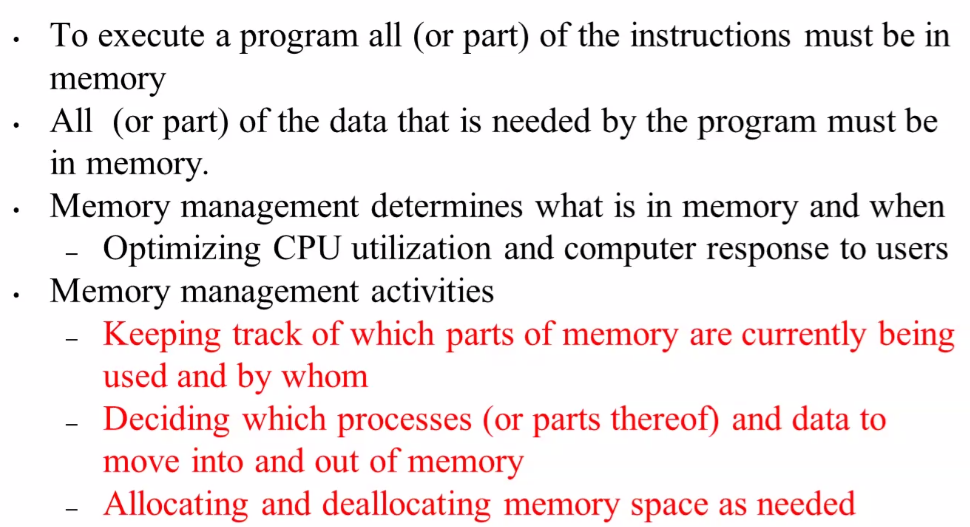 • To execute a program all (or part) of the instructions must be in
memory
• All (or part) of the data that is needed by the program must be
in memory.
• Memory management determines what is in memory and when
– Optimizing CPU utilization and computer response to users
• Memory management activities
– Keeping track of which parts of memory are currently being
used and by whom
– Deciding which processes (or parts thereof) and data to
move into and out of memory
– Allocating and deallocating memory space as needed